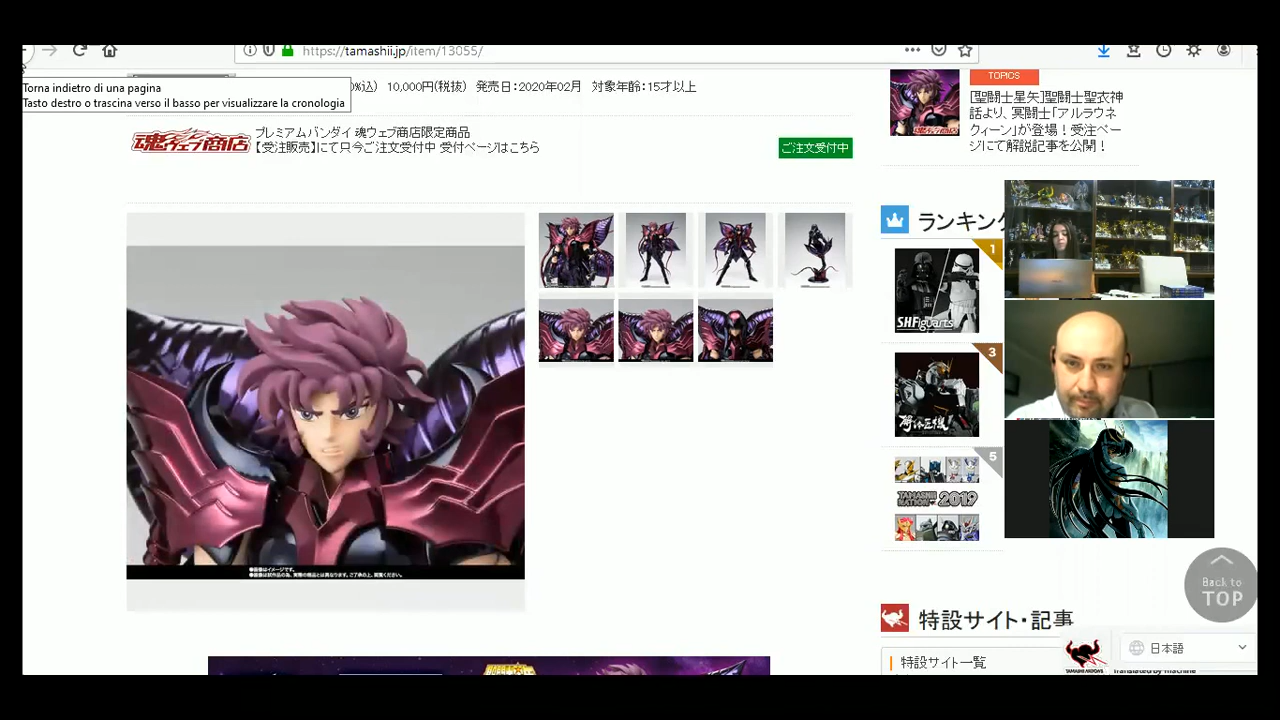 https://tamashii.jp/item/13055/
Torna indietro di una pagina
Tasto destro o trascina verso il basso per visualizzare la cronologia
%税込) 10,000円(税抜) 発売日:2020年02月 対象年齢:15才以上
魂ウェブ商店
プレミアムバンダイ 魂ウェブ商店限定商品
【受注販売】にて只今ご注文受付中 受付ページはこちら
ご注文受付中
TOPICS
[聖闘士星矢]聖闘士聖衣神
話より、冥闘士「アルラウネ
クィーン」が登場!受注ペー
ジにて解説記事を公開!
ランキン
1
S.H.Figuarts
3
5
TAMASHII
NATION 2019
Back to
TOP
特設サイト・記事
特設サイト一覧
日本語
TAMASHII NATIONS
Translated by machine